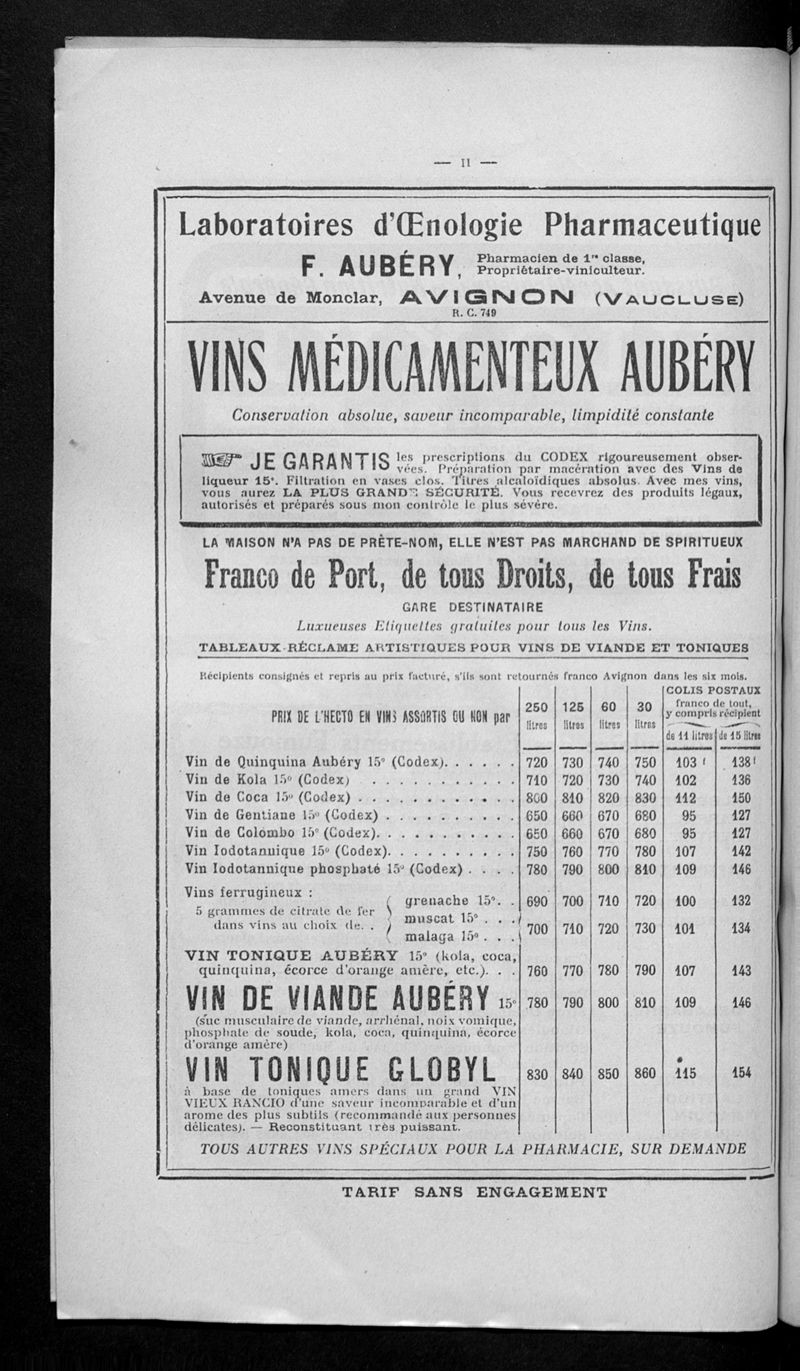 — II —
Laboratoires d'Œnologie Pharmaceutique
F. AUBÉRY, Pharmacien de 1re classe,
Propriétaire-viniculteur.
Avenue de Monclar, AVIGNON (VAUCLUSE)
R. C. 749
VINS MÉDICAMENTEUX AUBÉRY
Conservation absolue, saveur incomparable, limpidité constante
JE GARANTIS les prescriptions du CODEX rigoureusement obser-
vées. Préparation par macération avec des Vins de
liqueur 15°. Filtration en vases clos. Titres alcaloïdiques absolus. Avec mes vins,
vous aurez LA PLUS GRANDE SÉCURITÉ. Vous recevrez des produits légaux,
autorisés et préparés sous mon contrôle le plus sévère.
LA MAISON N'A PAS DE PRÊTE-NOM, ELLE N'EST PAS MARCHAND DE SPIRITUEUX
Franco de Port, de tous Droits, de tous Frais
GARE DESTINATAIRE
Luxueuses Etiquettes gratuites pour tous les Vins.
TABLEAUX-RÉCLAME ARTISTIQUES POUR VINS DE VIANDE ET TONIQUES
Récipients consignés et repris au prix facturé, s'ils sont retournés franco Avignon dans les six mois.
PRIX DE L'HECTO EN VINS ASSORTIS OU NON par 250 litres 125 litres 60 litres 30 litres COLIS POSTAUX
franco de tout,
y compris récipient
de 11 litres de 15 litres
Vin de Quinquina Aubéry 15° (Codex). . . . . . 720 730 740 750 103 f 138 f
Vin de Kola 15° (Codex) . . . . . . . . . . . 710 720 730 740 102 136
Vin de Coca 15° (Codex) . . . . . . . . . . . . 800 810 820 830 112 150
Vin de Gentiane 15° (Codex) . . . . . . . . . . 650 660 670 680 95 127
Vin de Colombo 15° (Codex). . . . . . . . . . . 650 660 670 680 95 127
Vin Iodotannique 15° (Codex). . . . . . . . . . 750 760 770 780 107 142
Vin Iodotannique phosphaté 15° (Codex) . . . . 780 790 800 810 109 146
Vins ferrugineux :
5 grammes de citrate de fer
dans vins au choix de. .
grenache 15°. . 690 700 710 720 100 132
muscat 15° . . .
malaga 15° . . . 700 710 720 730 101 134
VIN TONIQUE AUBÉRY 15° (kola, coca,
quinquina, écorce d'orange amère, etc.). . . 760 770 780 790 107 143
VIN DE VIANDE AUBÉRY 15° 780 790 800 810 109 146
(suc musculaire de viande, arrhénal, noix vomique,
phosphate de soude, kola, coca, quinquina, écorce
d'orange amère)
VIN TONIQUE GLOBYL 830 840 850 860 115 154
à base de toniques amers dans un grand VIN
VIEUX RANCIO d'une saveur incomparable et d'un
arome des plus subtils (recommandé aux personnes
délicates). — Reconstituant très puissant.
TOUS AUTRES VINS SPÉCIAUX POUR LA PHARMACIE, SUR DEMANDE
TARIF SANS ENGAGEMENT